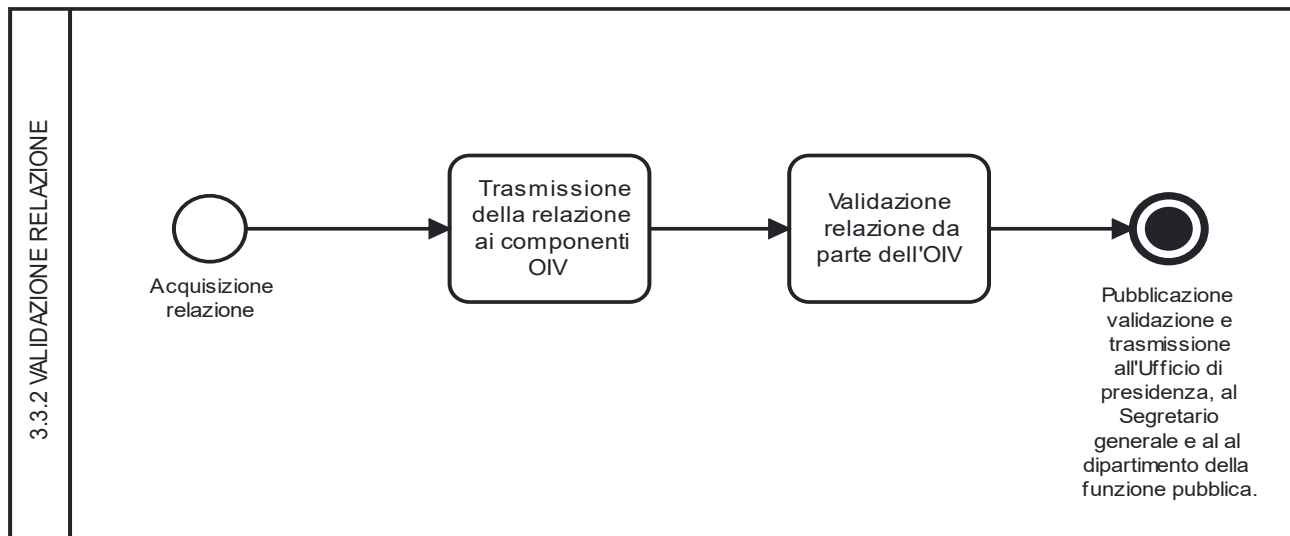 3.3.2 VALIDAZIONE RELAZIONE
Acquisizione
relazione
Trasmissione
della relazione
ai componenti
OIV
Validazione
relazione da
parte dell'OIV
Pubblicazione
validazione e
trasmissione
all'Ufficio di
presidenza, al
Segretario
generale e al al
dipartimento della
funzione pubblica.